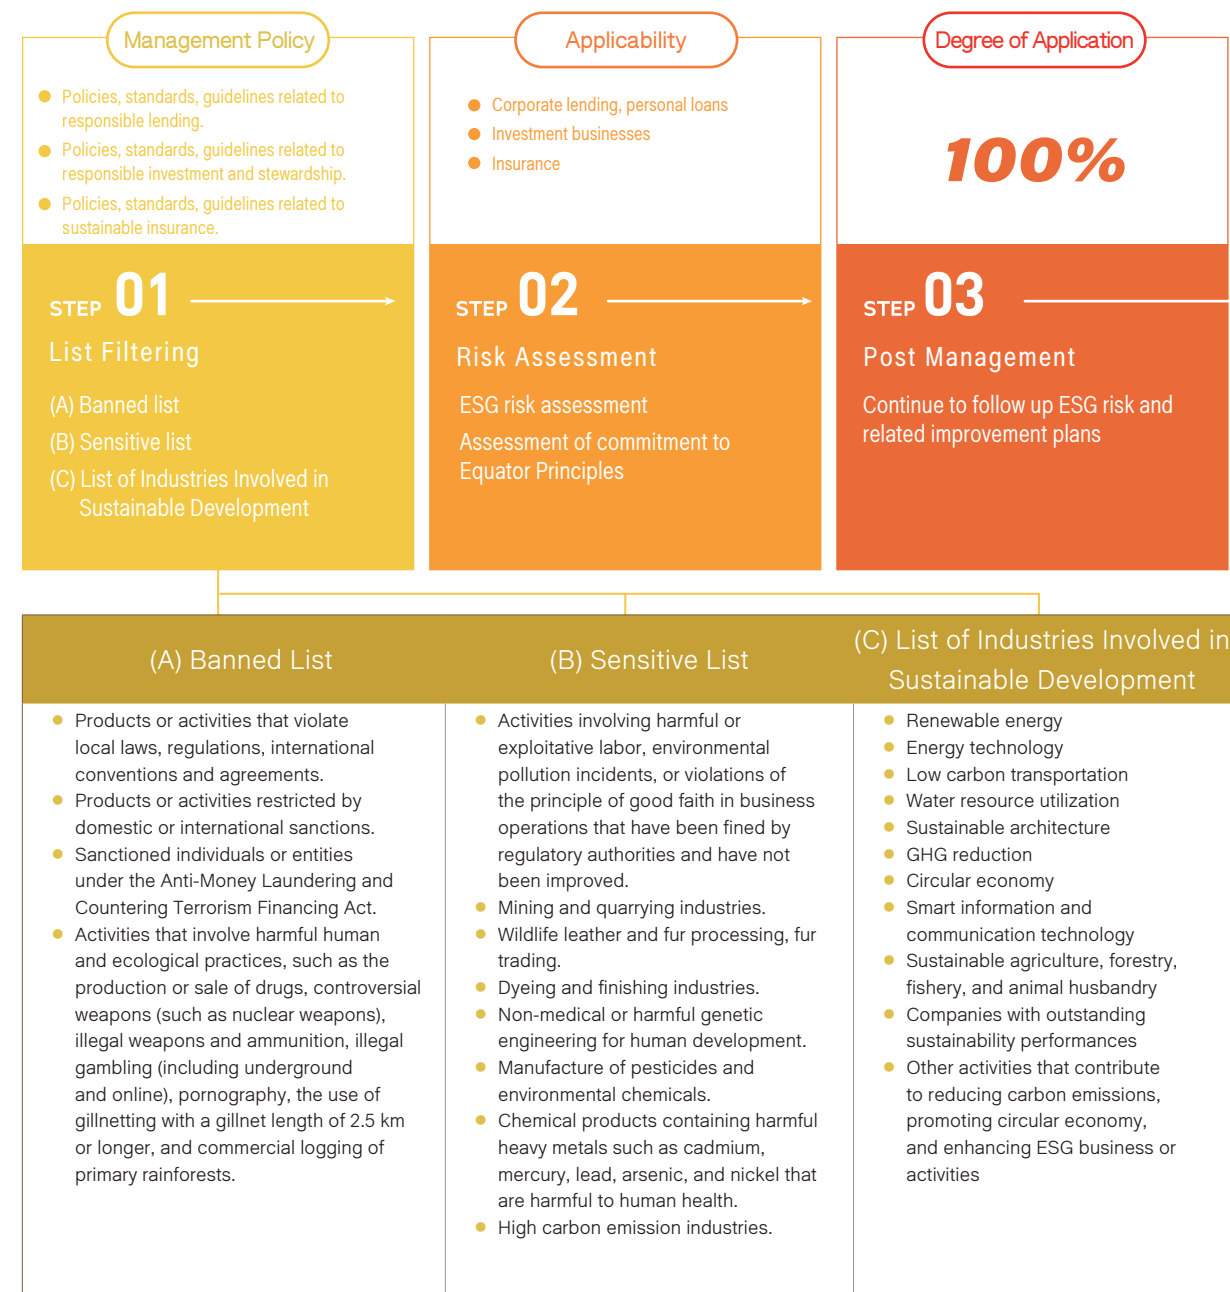 Management Policy
Policies, standards, guidelines related to
responsible lending.
Policies, standards, guidelines related to
responsible investment and stewardship.
Policies, standards, guidelines related to
sustainable insurance.
Applicability
Corporate lending, personal loans
Investment businesses
Insurance
Degree of Application
100%
STEP 01
List Filtering
(A) Banned list
(B) Sensitive list
(C) List of Industries Involved in
Sustainable Development
STEP 02
Risk Assessment
ESG risk assessment
Assessment of commitment to
Equator Principles
STEP 03
Post Management
Continue to follow up ESG risk and
related improvement plans
(A) Banned List
Products or activities that violate
local laws, regulations, international
conventions and agreements.
Products or activities restricted by
domestic or international sanctions.
Sanctioned individuals or entities
under the Anti-Money Laundering and
Countering Terrorism Financing Act.
Activities that involve harmful human
and ecological practices, such as the
production or sale of drugs, controversial
weapons (such as nuclear weapons),
illegal weapons and ammunition, illegal
gambling (including underground
and online), pornography, the use of
gillnetting with a gillnet length of 2.5 km
or longer, and commercial logging of
primary rainforests.
(B) Sensitive List
Activities involving harmful or
exploitative labor, environmental
pollution incidents, or violations of
the principle of good faith in business
operations that have been fined by
regulatory authorities and have not
been improved.
Mining and quarrying industries.
Wildlife leather and fur processing, fur
trading.
Dyeing and finishing industries.
Non-medical or harmful genetic
engineering for human development.
Manufacture of pesticides and
environmental chemicals.
Chemical products containing harmful
heavy metals such as cadmium,
mercury, lead, arsenic, and nickel that
are harmful to human health.
High carbon emission industries.
(C) List of Industries Involved in
Sustainable Development
Renewable energy
Energy technology
Low carbon transportation
Water resource utilization
Sustainable architecture
GHG reduction
Circular economy
Smart information and
communication technology
Sustainable agriculture, forestry,
fishery, and animal husbandry
Companies with outstanding
sustainability performances
Other activities that contribute
to reducing carbon emissions,
promoting circular economy,
and enhancing ESG business or
activities